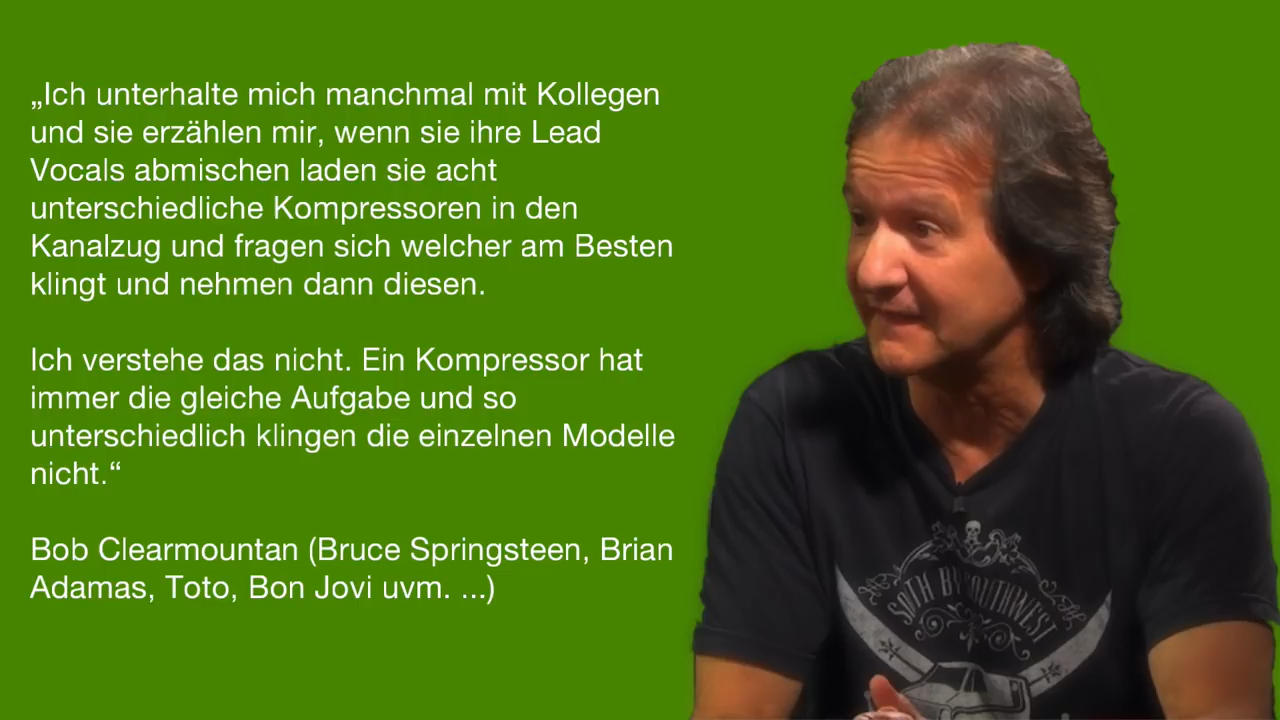 „Ich unterhalte mich manchmal mit Kollegen
und sie erzählen mir, wenn sie ihre Lead
Vocals abmischen laden sie acht
unterschiedliche Kompressoren in den
Kanalzug und fragen sich welcher am Besten
klingt und nehmen dann diesen.
Ich verstehe das nicht. Ein Kompressor hat
immer die gleiche Aufgabe und so
unterschiedlich klingen die einzelnen Modelle
nicht.“
Bob Clearmountan (Bruce Springsteen, Brian
Adamas, Toto, Bon Jovi uvm. ...)
SOUTH BY SOUTHWEST